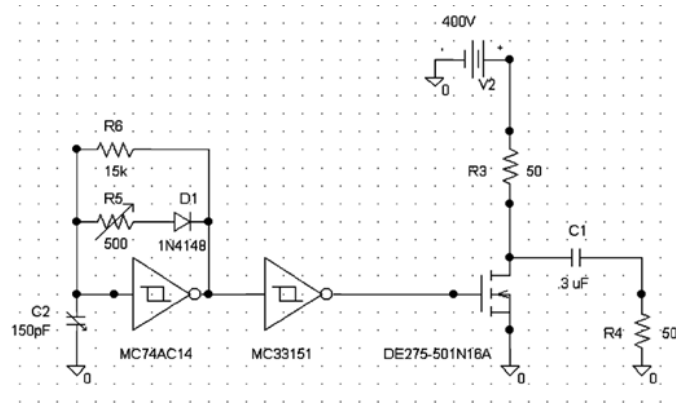 400V
- +
0
V2
R6
15k
R3 50
R5
D1
500
1N4148
C1
.3 uF
C2
150pF
R4 50
MC74AC14
MC33151
DE275-501N16A
0
0
0